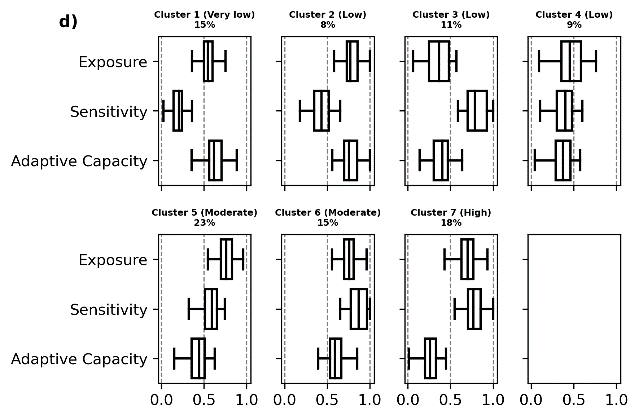 d)
Cluster 1 (Very low) Cluster 2 (Low) Cluster 3 (Low) Cluster 4 (Low)
15% 8% 11% 9%
Exposure
Sensitivity
Adaptive Capacity
Cluster 5 (Moderate) Cluster 6 (Moderate) Cluster 7 (High)
23% 15% 18%
Exposure
Sensitivity
Adaptive Capacity
0.0 0.5 1.0 0.0 0.5 1.0 0.0 0.5 1.0 0.0 0.5 1.0